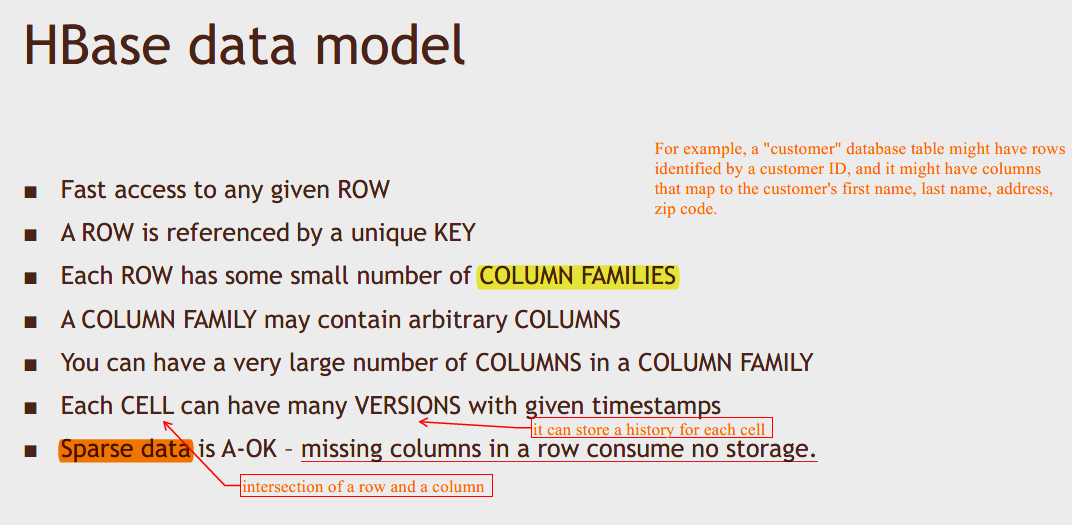 HBase data model
For example, a "customer" database table might have rows
identified by a customer ID, and it might have columns
that map to the customer's first name, last name, address,
zip code.
■ Fast access to any given ROW
■ A ROW is referenced by a unique KEY
■ Each ROW has some small number of COLUMN FAMILIES
■ A COLUMN FAMILY may contain arbitrary COLUMNS
■ You can have a very large number of COLUMNS in a COLUMN FAMILY
■ Each CELL can have many VERSIONS with given timestamps
it can store a history for each cell
■ Sparse data is A-OK – missing columns in a row consume no storage.
intersection of a row and a column